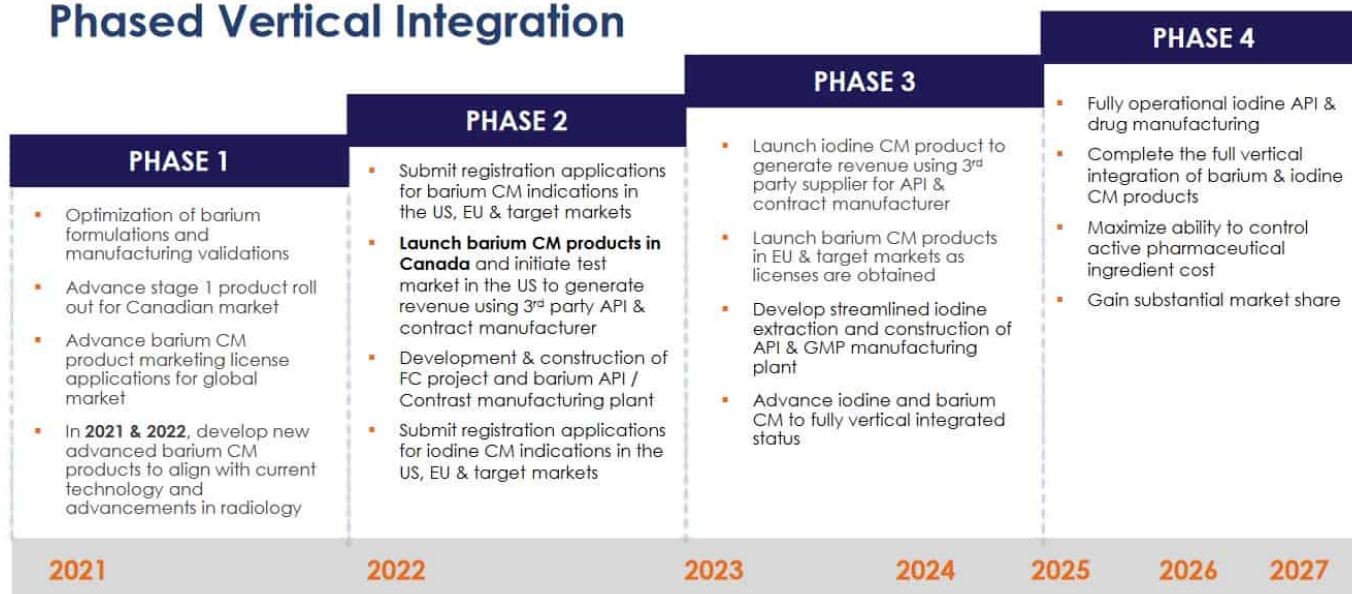 Phased Vertical Integration
PHASE 1
▪ Optimization of barium
formulations and
manufacturing validations
▪ Advance stage 1 product roll
out for Canadian market
▪ Advance barium CM
product marketing license
applications for global
market
▪ In 2021 & 2022, develop new
advanced barium CM
products to align with current
technology and
advancements in radiology
PHASE 2
▪ Submit registration applications
for barium CM indications in
the US, EU & target markets
▪ Launch barium CM products in
Canada and initiate test
market in the US to generate
revenue using 3rd party API &
contract manufacturer
▪ Development & construction of
FC project and barium API /
Contrast manufacturing plant
▪ Submit registration applications
for iodine CM indications in the
US, EU & target markets
PHASE 3
▪ Launch iodine CM product to
generate revenue using 3rd
party supplier for API &
contract manufacturer
▪ Launch barium CM products
in EU & target markets as
licenses are obtained
▪ Develop streamlined iodine
extraction and construction of
API & GMP manufacturing
plant
▪ Advance iodine and barium
CM to fully vertical integrated
status
PHASE 4
▪ Fully operational iodine API &
drug manufacturing
▪ Complete the full vertical
integration of barium & iodine
CM products
▪ Maximize ability to control
active pharmaceutical
ingredient cost
▪ Gain substantial market share
2021 2022 2023 2024 2025 2026 2027